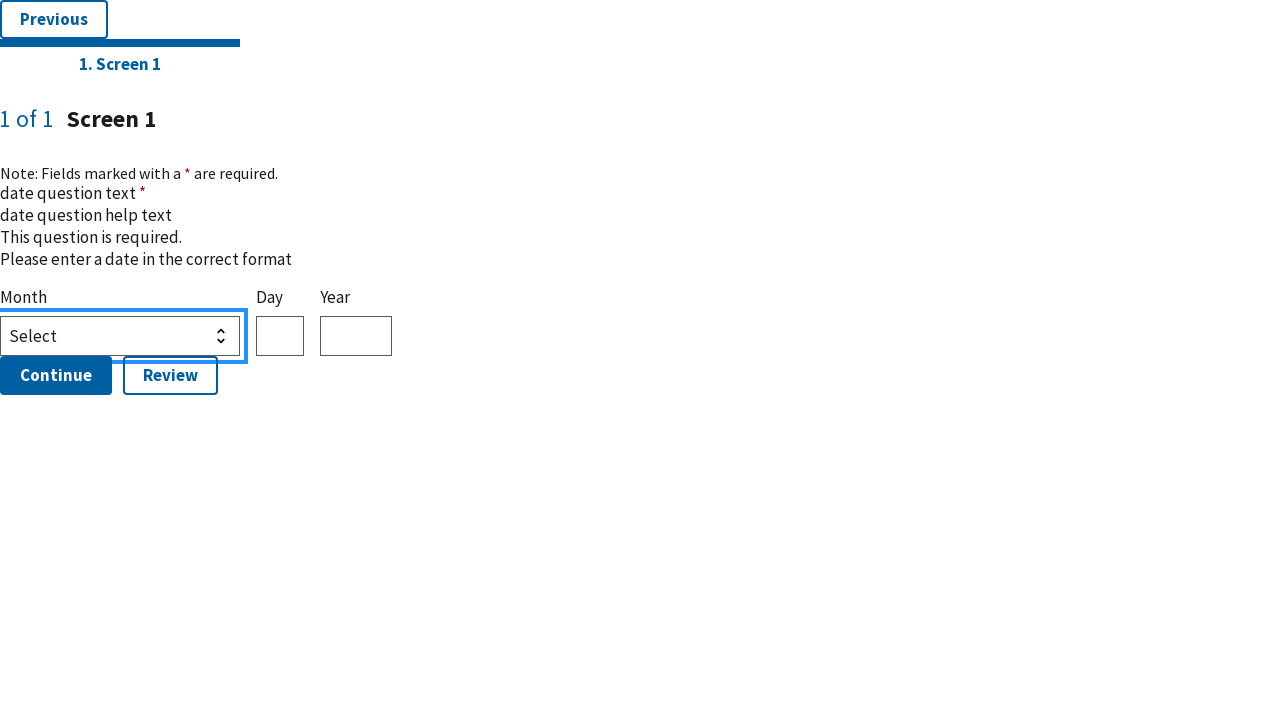 Previous
1. Screen 1
1 of 1 Screen 1
Note: Fields marked with a * are required.
date question text *
date question help text
This question is required.
Please enter a date in the correct format
Month Day Year
Select
Continue Review